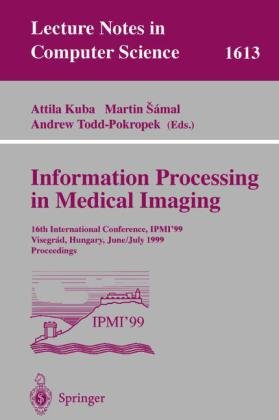 Lecture Notes in
Computer Science 1613
Attila Kuba Martin Šámal
Andrew Todd-Pokropek (Eds.)
Information Processing
in Medical Imaging
16th International Conference, IPMI'99
Visegrád, Hungary, June/July 1999
Proceedings
IPMI'99
Springer